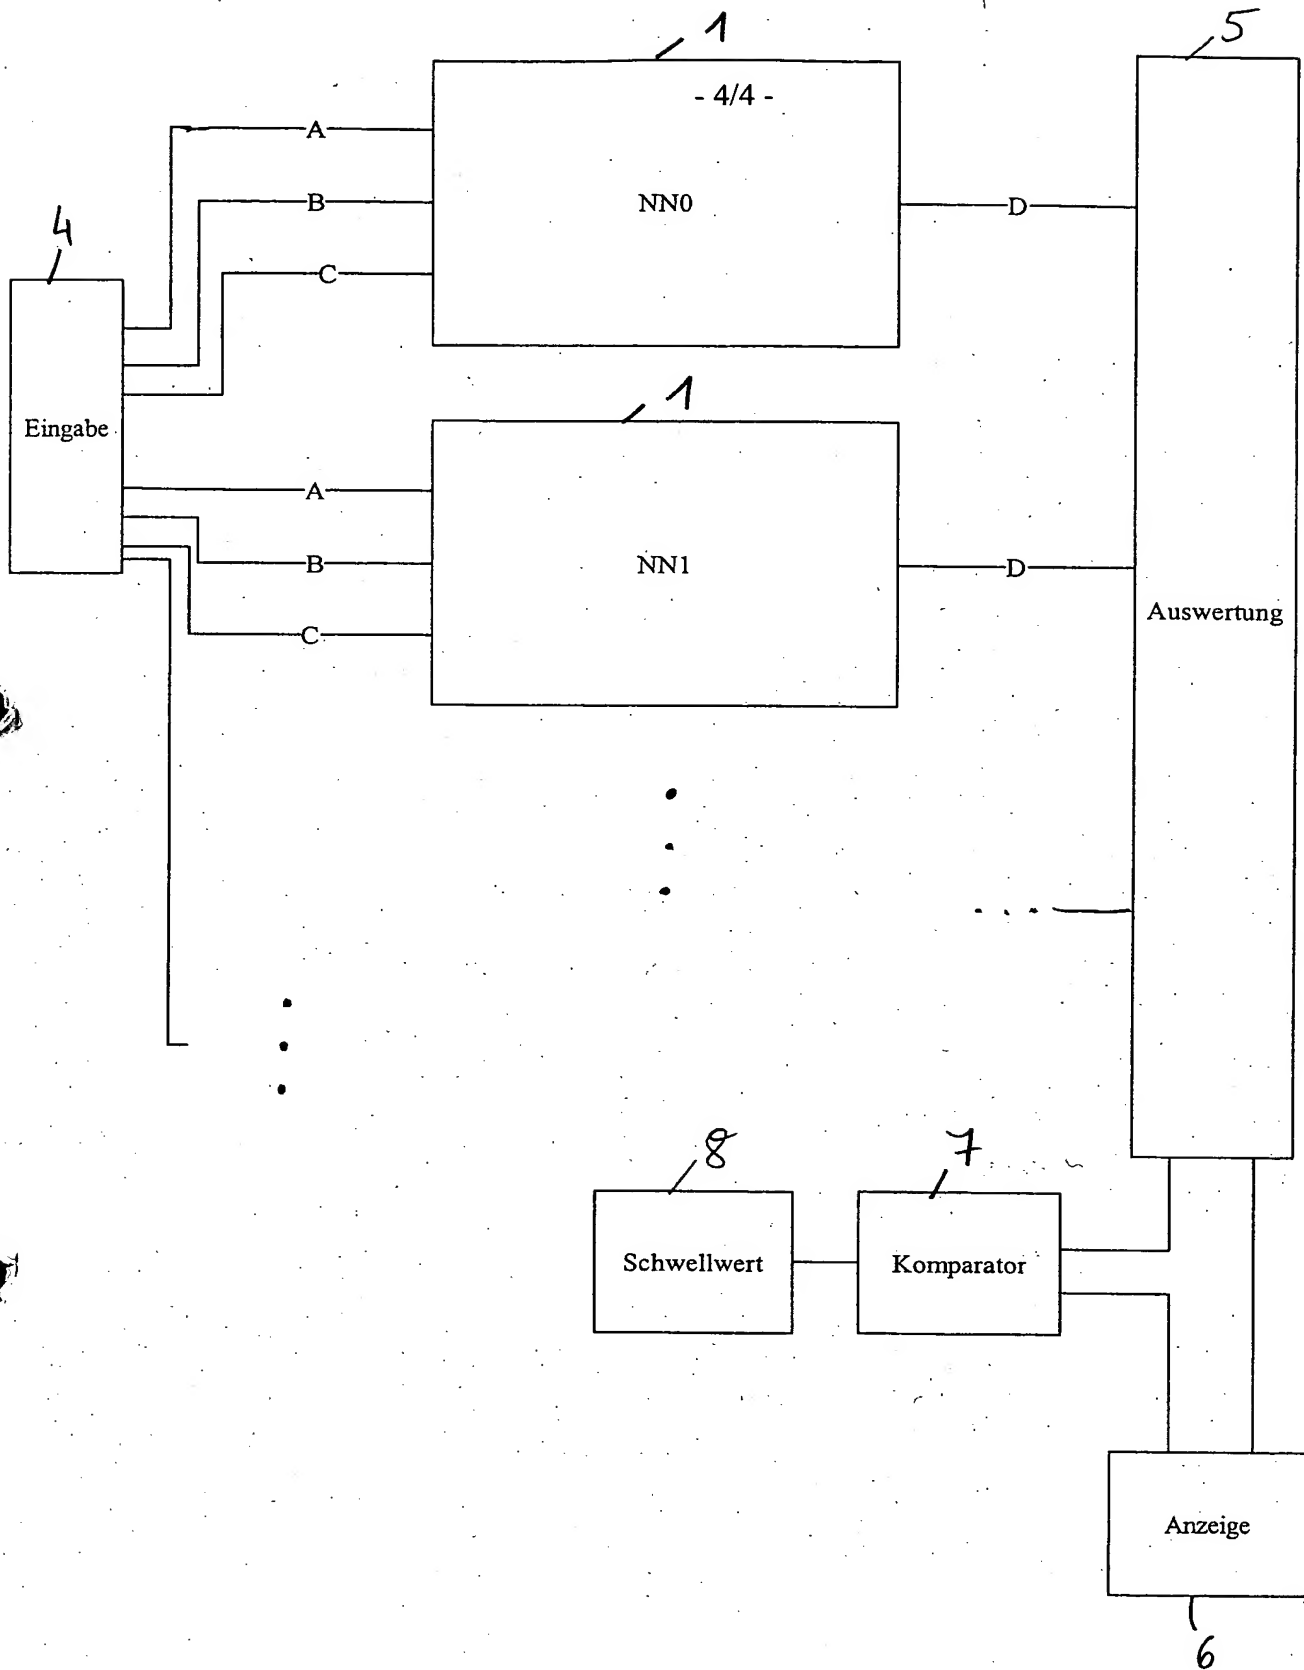 1
5
- 4/4 -
A
B
NN0
D
4
C
1
Eingabe
A
B
NN1
D
Auswertung
C
8
7
Schwellwert
Komparator
Anzeige
6